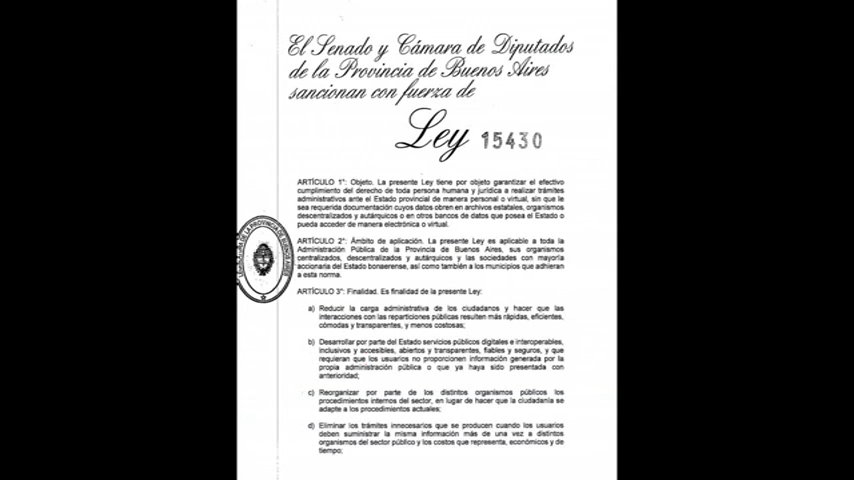 El Senado y Cámara de Diputados
de la Provincia de Buenos Aires
sancionan con fuerza de
Ley 15430
ARTÍCULO 1°: Objeto. La presente Ley tiene por objeto garantizar el efectivo
cumplimiento del derecho de toda persona humana y jurídica a realizar trámites
administrativos ante el Estado provincial de manera personal o virtual, sin que le
sea requerida documentación cuyos datos obren en archivos estatales, organismos
descentralizados y autárquicos o en otros bancos de datos que posea el Estado o
pueda acceder de manera electrónica o virtual.
ARTÍCULO 2°: Ámbito de aplicación. La presente Ley es aplicable a toda la
Administración Pública de la Provincia de Buenos Aires, sus organismos
centralizados, descentralizados y autárquicos y las sociedades con mayoría
accionaria del Estado bonaerense, así como también a los municipios que adhieran
a esta norma.
LEGISLATURA DE LA PROVINCIA DE BUENOS AIRES
ARTÍCULO 3°: Finalidad. Es finalidad de la presente Ley:
a) Reducir la carga administrativa de los ciudadanos y hacer que las
interacciones con las reparticiones públicas resulten más rápidas, eficientes,
cómodas y transparentes, y menos costosas;
b) Desarrollar por parte del Estado servicios públicos digitales e interoperables,
inclusivos y accesibles, abiertos y transparentes, fiables y seguros, y que
requieran que los usuarios no proporcionen información generada por la
propia administración pública o que ya haya sido presentada con
anterioridad;
c) Reorganizar por parte de los distintos organismos públicos los
procedimientos internos del sector, en lugar de hacer que la ciudadanía se
adapte a los procedimientos actuales;
d) Eliminar los trámites innecesarios que se producen cuando los usuarios
deben suministrar la misma información más de una vez a distintos
organismos del sector público y los costos que representa, económicos y de
tiempo;